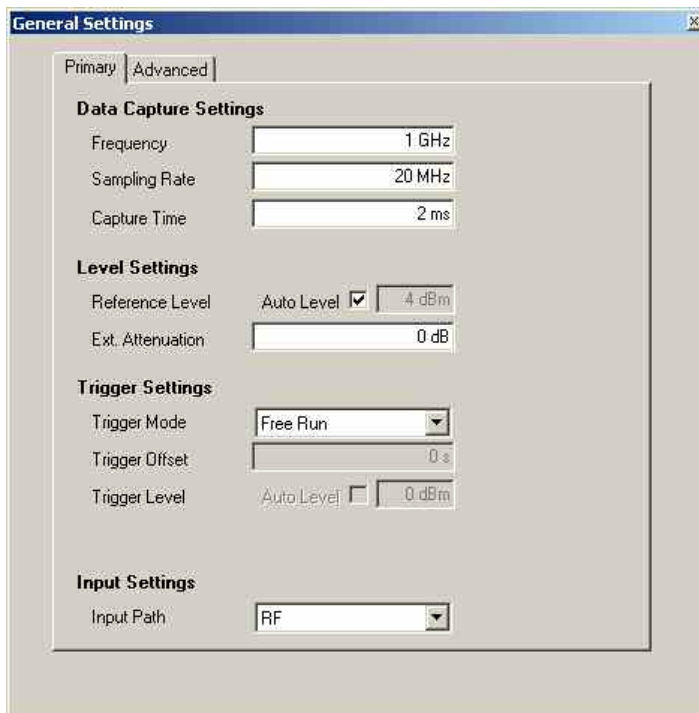 General Settings
Primary Advanced
Data Capture Settings
Frequency 1 GHz
Sampling Rate 20 MHz
Capture Time 2 ms
Level Settings
Reference Level Auto Level 4 dBm
Ext. Attenuation 0 dB
Trigger Settings
Trigger Mode Free Run
Trigger Offset 0 s
Trigger Level Auto Level 0 dBm
Input Settings
Input Path RF